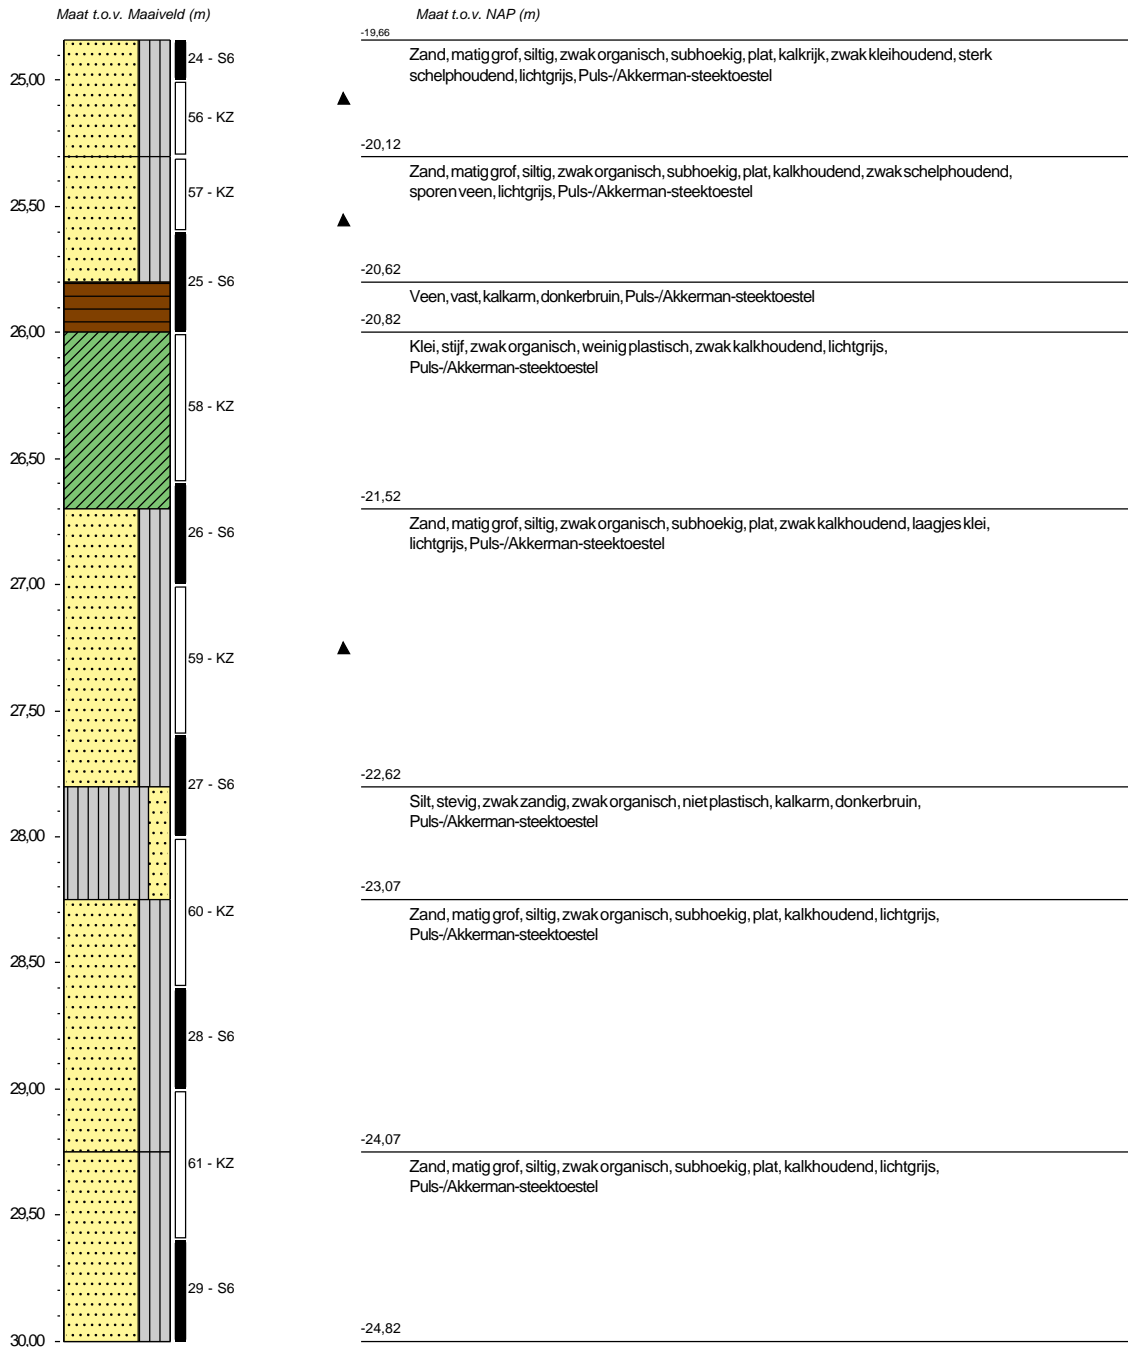 Maat t.o.v. Maaiveld (m)
Maat t.o.v. NAP (m)
-19,66
24 - S6
Zand, matig grof, siltig, zwak organisch, subhoekig, plat, kalkrijk, zwak kleihoudend, sterk
schelphoudend, lichtgrijs, Puls-/Akkerman-steektoestel
25,00
56 - KZ
-20,12
Zand, matig grof, siltig, zwak organisch, subhoekig, plat, kalkhoudend, zwak schelphoudend,
sporen veen, lichtgrijs, Puls-/Akkerman-steektoestel
57 - KZ
25,50
-20,62
25 - S6
Veen, vast, kalkarm, donkerbruin, Puls-/Akkerman-steektoestel
-20,82
26,00
Klei, stijf, zwak organisch, weinig plastisch, zwak kalkhoudend, lichtgrijs,
Puls-/Akkerman-steektoestel
58 - KZ
26,50
-21,52
Zand, matig grof, siltig, zwak organisch, subhoekig, plat, zwak kalkhoudend, laagjes klei,
lichtgrijs, Puls-/Akkerman-steektoestel
26 - S6
27,00
59 - KZ
27,50
-22,62
27 - S6
Silt, stevig, zwak zandig, zwak organisch, niet plastisch, kalkarm, donkerbruin,
Puls-/Akkerman-steektoestel
28,00
-23,07
60 - KZ
Zand, matig grof, siltig, zwak organisch, subhoekig, plat, kalkhoudend, lichtgrijs,
Puls-/Akkerman-steektoestel
28,50
28 - S6
29,00
-24,07
61 - KZ
Zand, matig grof, siltig, zwak organisch, subhoekig, plat, kalkhoudend, lichtgrijs,
Puls-/Akkerman-steektoestel
29,50
29 - S6
-24,82
30,00